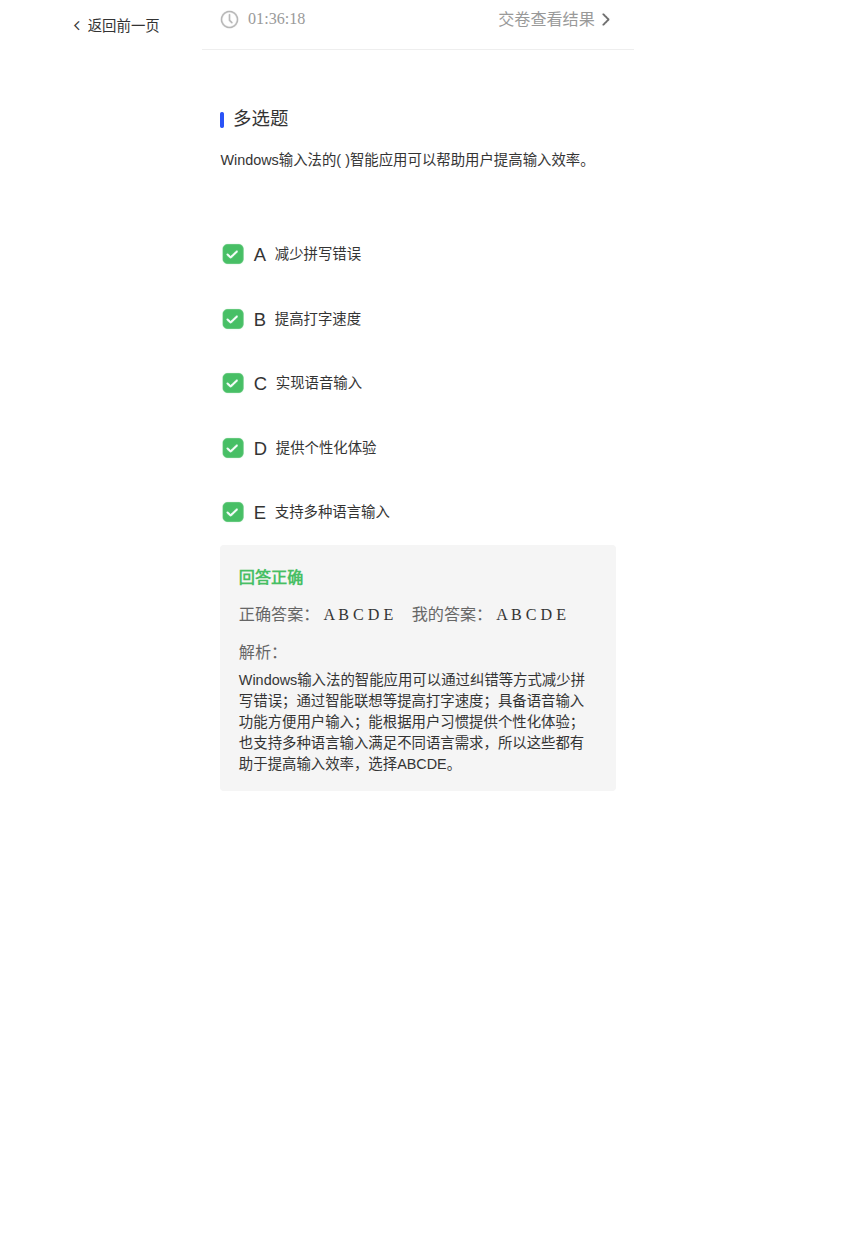 返回前一页
01:36:18
交卷查看结果
多选题
Windows输入法的( )智能应用可以帮助用户提高输入效率。
A 减少拼写错误
B 提高打字速度
C 实现语音输入
D 提供个性化体验
E 支持多种语言输入
回答正确
正确答案： A B C D E 我的答案： A B C D E
解析：
Windows输入法的智能应用可以通过纠错等方式减少拼
写错误；通过智能联想等提高打字速度；具备语音输入
功能方便用户输入；能根据用户习惯提供个性化体验；
也支持多种语言输入满足不同语言需求，所以这些都有
助于提高输入效率，选择ABCDE。